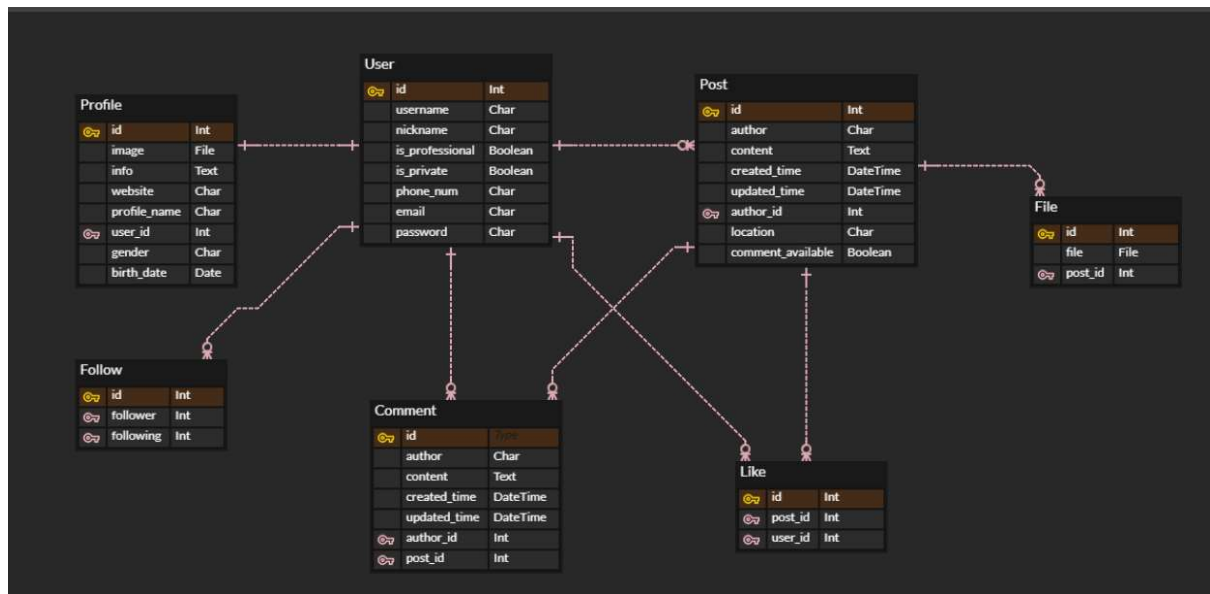 Profile
id Int
image File
info Text
website Char
profile_name Char
user_id Int
gender Char
birth_date Date
User
id Int
username Char
nickname Char
is_professional Boolean
is_private Boolean
phone_num Char
email Char
password Char
Post
id Int
author Char
content Text
created_time DateTime
updated_time DateTime
author_id Int
location Char
comment_available Boolean
File
id Int
file File
post_id Int
Follow
id Int
follower Int
following Int
Comment
id Type
author Char
content Text
created_time DateTime
updated_time DateTime
author_id Int
post_id Int
Like
id Int
post_id Int
user_id Int